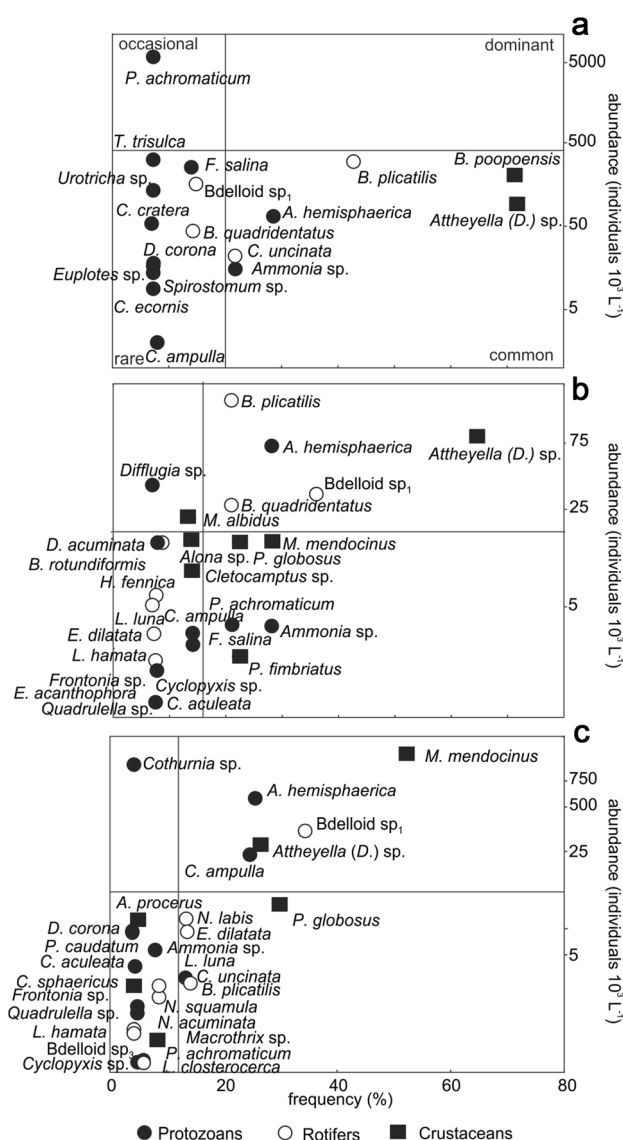 a
occasional
dominant
P. achromaticum
5000
T. trisulca
500
F. salina
B. poopoensis
Urotricha sp.
B. plicatilis
Bdelloid sp1
C. cratera
A. hemisphaerica
Attheyella (D.) sp.
50
B. quadridentatus
D. corona
C. uncinata
Euplotes sp.
Ammonia sp.
Spirostomum sp.
C. ecornis
5
rare
C. ampulla
common
abundance (individuals 10³ L⁻¹)
b
B. plicatilis
A. hemisphaerica
75
Attheyella (D.) sp.
Difflugia sp.
Bdelloid sp1
B. quadridentatus
25
M. albidus
D. acuminata
M. mendocinus
Alona sp.
P. globosus
B. rotundiformis
Cletocamptus sp.
H. fennica
P. achromaticum
5
L. luna
C. ampulla
Ammonia sp.
E. dilatata
F. salina
L. hamata
P. fimbriatus
Frontonia sp.
Cyclopyxis sp.
E. acanthophora
C. aculeata
Quadrulella sp.
abundance (individuals 10³ L⁻¹)
c
Cothurnia sp.
M. mendocinus
750
A. hemisphaerica
500
Bdelloid sp1
Attheyella (D.) sp.
25
C. ampulla
A. procerus
N. labis
P. globosus
D. corona
E. dilatata
P. caudatum
Ammonia sp.
5
C. aculeata
L. luna
C. sphaericus
C. uncinata
B. plicatilis
Frontonia sp.
N. squamula
Quadrulella sp.
N. acuminata
L. hamata
Macrothrix sp.
Bdelloid sp3
P. achromaticum
Cyclopyxis sp.
L. closterocerca
abundance (individuals 10³ L⁻¹)
0 20 40 60 80
frequency (%)
Protozoans Rotifers Crustaceans